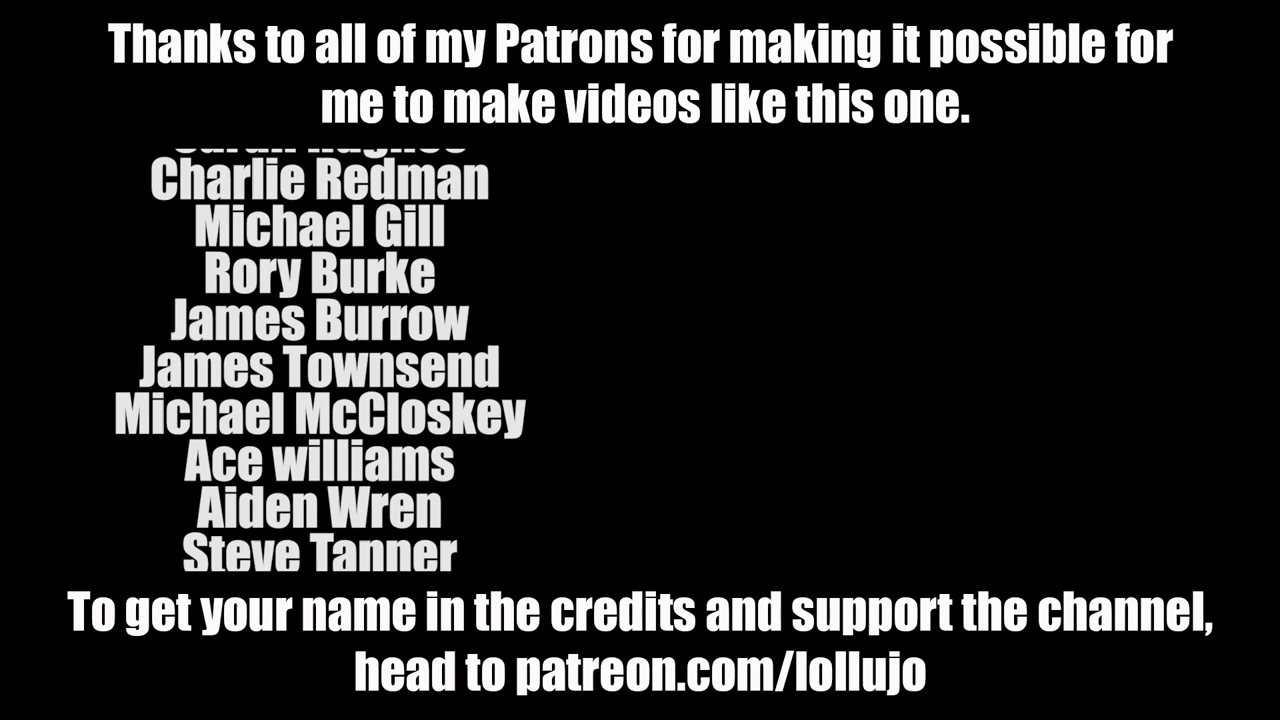 Thanks to all of my Patrons for making it possible for
me to make videos like this one.
Charlie Redman
Michael Gill
Rory Burke
James Burrow
James Townsend
Michael McCloskey
Ace williams
Aiden Wren
Steve Tanner
To get your name in the credits and support the channel,
head to patreon.com/lollujo